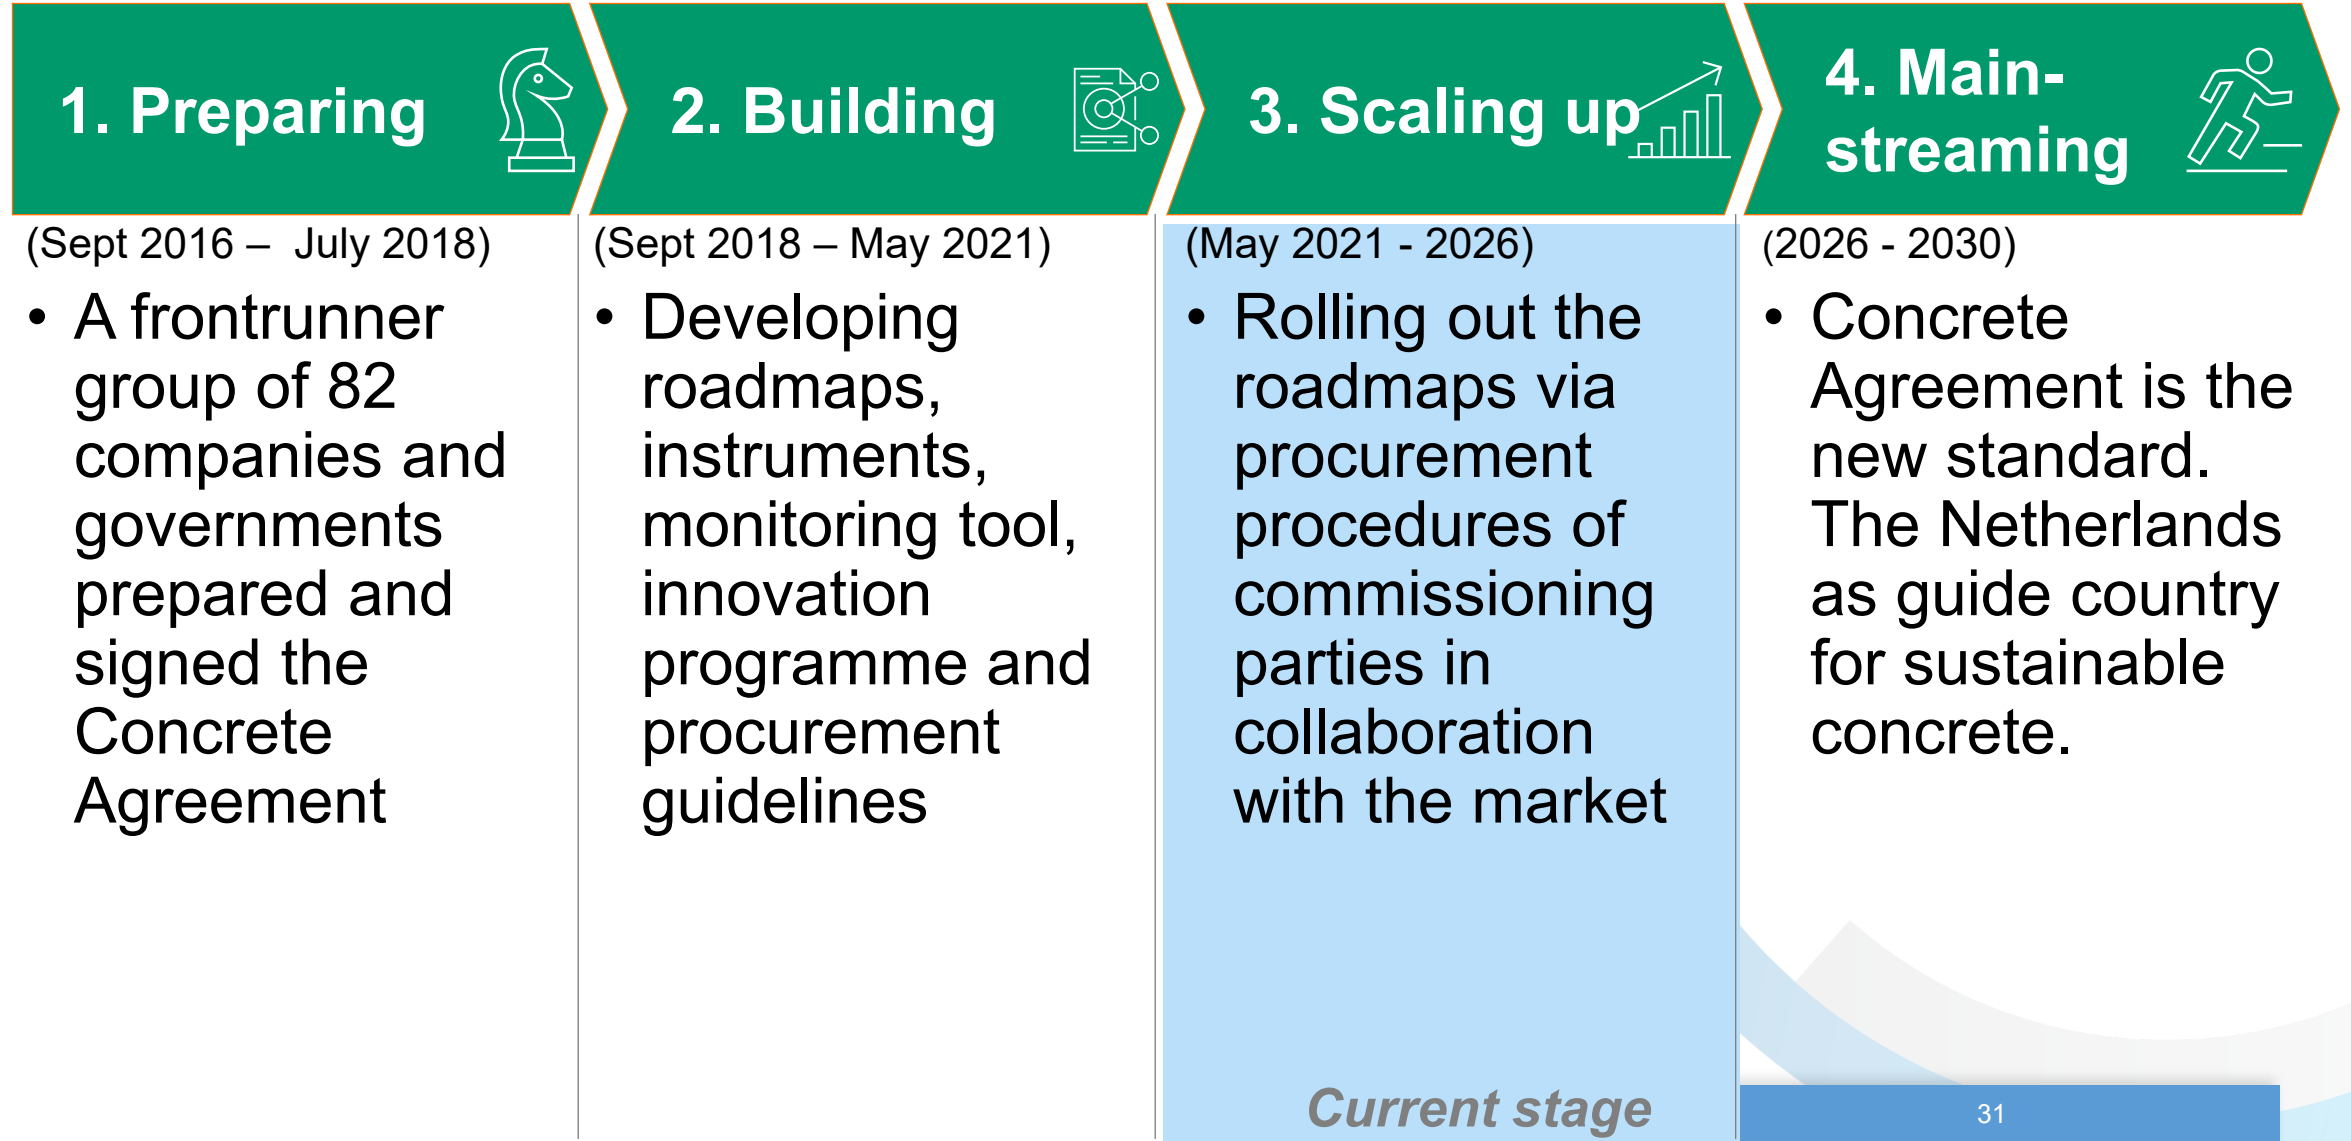 1. Preparing
(Sept 2016 – July 2018)
• A frontrunner
group of 82
companies and
governments
prepared and
signed the
Concrete
Agreement
2. Building
(Sept 2018 – May 2021)
• Developing
roadmaps,
instruments,
monitoring tool,
innovation
programme and
procurement
guidelines
3. Scaling up
(May 2021 - 2026)
• Rolling out the
roadmaps via
procurement
procedures of
commissioning
parties in
collaboration
with the market
Current stage
4. Main-
streaming
(2026 - 2030)
• Concrete
Agreement is the
new standard.
The Netherlands
as guide country
for sustainable
concrete.
31